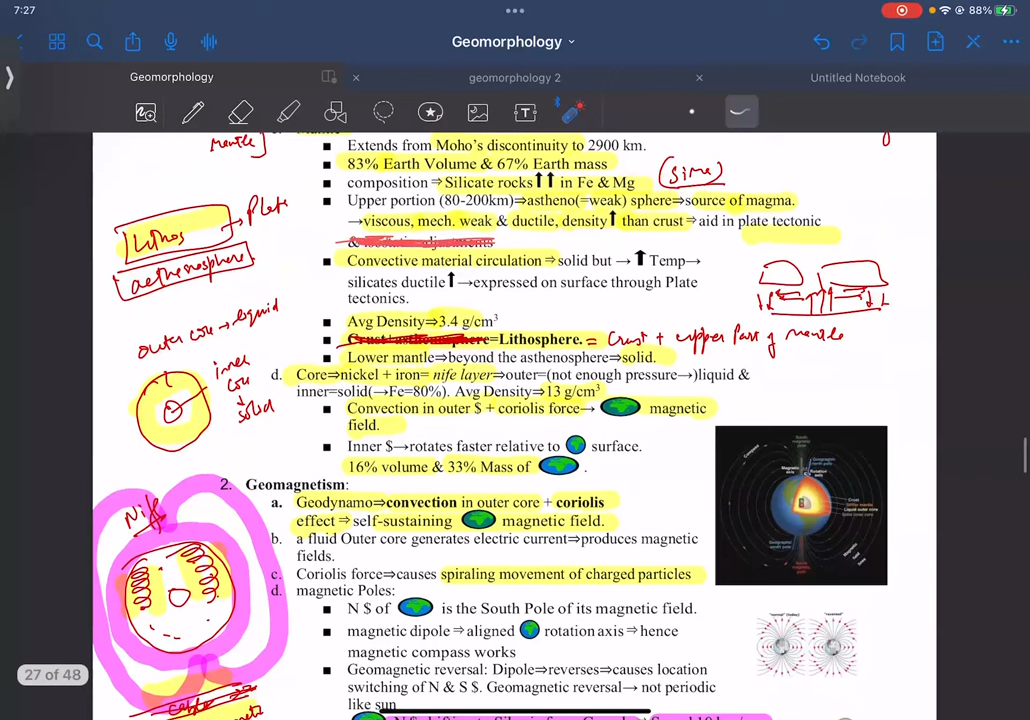 7:27
88%
Geomorphology
Geomorphology
geomorphology 2
Untitled Notebook
mantle
■ Extends from Moho's discontinuity to 2900 km.
■ 83% Earth Volume & 67% Earth mass
■ composition ⇒ Silicate rocks ⬆⬆ in Fe & Mg
(Sima)
■ Upper portion (80-200km)⇒astheno(=weak) sphere⇒source of magma.
→viscous, mech. weak & ductile, density⬆ than crust⇒aid in plate tectonic
&
Lithos → Plate
asthenosphere
■ Convective material circulation ⇒ solid but → ⬆ Temp→
silicates ductile⬆ →expressed on surface through Plate
tectonics.
■ Avg Density⇒3.4 g/cm³
■ =Lithosphere. = Crust + upper Part of mantle
■ Lower mantle⇒beyond the asthenosphere⇒solid.
outer core → liquid
inner
core
↓
solid
d. Core⇒nickel + iron= nife layer⇒outer=(not enough pressure→)liquid &
inner=solid(→Fe=80%). Avg Density⇒13 g/cm³
■ Convection in outer $ + coriolis force→ magnetic
field.
■ Inner $→rotates faster relative to surface.
■ 16% volume & 33% Mass of .
2. Geomagnetism:
a. Geodynamo⇒convection in outer core + coriolis
effect ⇒ self-sustaining magnetic field.
b. a fluid Outer core generates electric current⇒produces magnetic
fields.
c. Coriolis force⇒causes spiraling movement of charged particles
d. magnetic Poles:
■ N $ of is the South Pole of its magnetic field.
■ magnetic dipole ⇒ aligned rotation axis ⇒ hence
magnetic compass works
■ Geomagnetic reversal: Dipole⇒reverses⇒causes location
switching of N & S $. Geomagnetic reversal→ not periodic
like sun
Crust
Liquid outer core
"normal" (today)
"reversed"
27 of 48